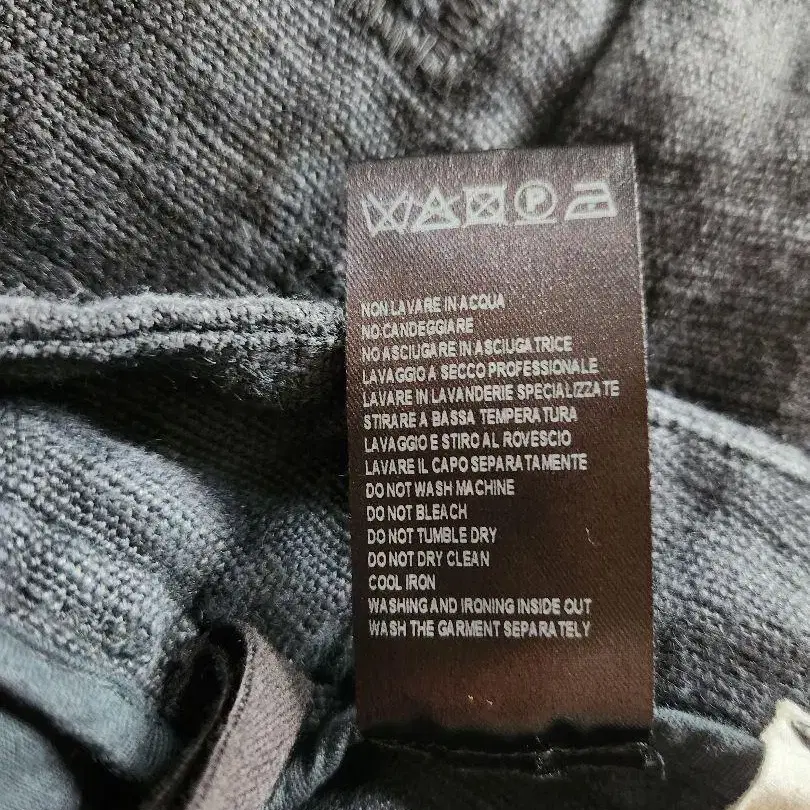 P
NON LAVARE IN ACQUA
NO CANDEGGIARE
NO ASCIUGARE IN ASCIUGATRICE
LAVAGGIO A SECCO PROFESSIONALE
LAVARE IN LAVANDERIE SPECIALIZZATE
STIRARE A BASSA TEMPERATURA
LAVAGGIO E STIRO AL ROVESCIO
LAVARE IL CAPO SEPARATAMENTE
DO NOT WASH MACHINE
DO NOT BLEACH
DO NOT TUMBLE DRY
DO NOT DRY CLEAN
COOL IRON
WASHING AND IRONING INSIDE OUT
WASH THE GARMENT SEPARATELY